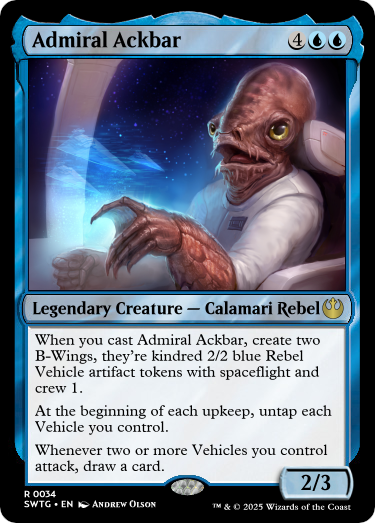 Admiral Ackbar 4
Legendary Creature — Calamari Rebel
When you cast Admiral Ackbar, create two
B-Wings, they're kindred 2/2 blue Rebel
Vehicle artifact tokens with spaceflight and
crew 1.
At the beginning of each upkeep, untap each
Vehicle you control.
Whenever two or more Vehicles you control
attack, draw a card.
2/3
R 0034
SWTG • EN Andrew Olson
™ & © 2025 Wizards of the Coast